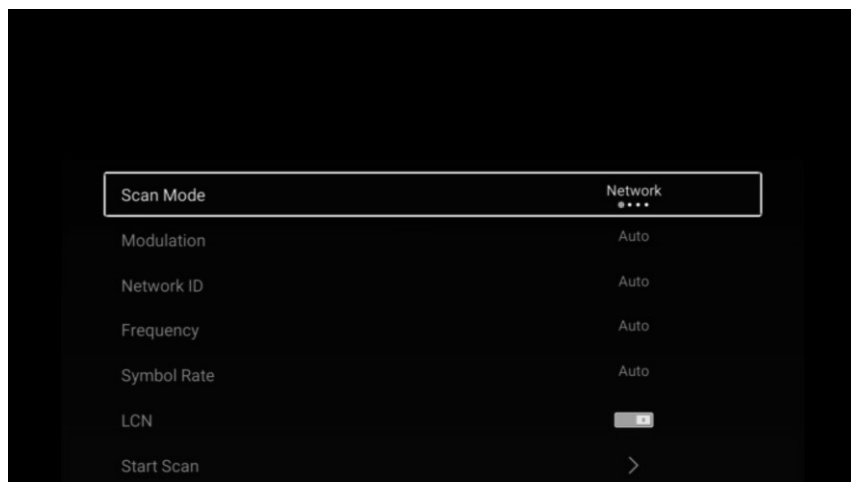 Scan Mode Network
Modulation Auto
Network ID Auto
Frequency Auto
Symbol Rate Auto
LCN
Start Scan